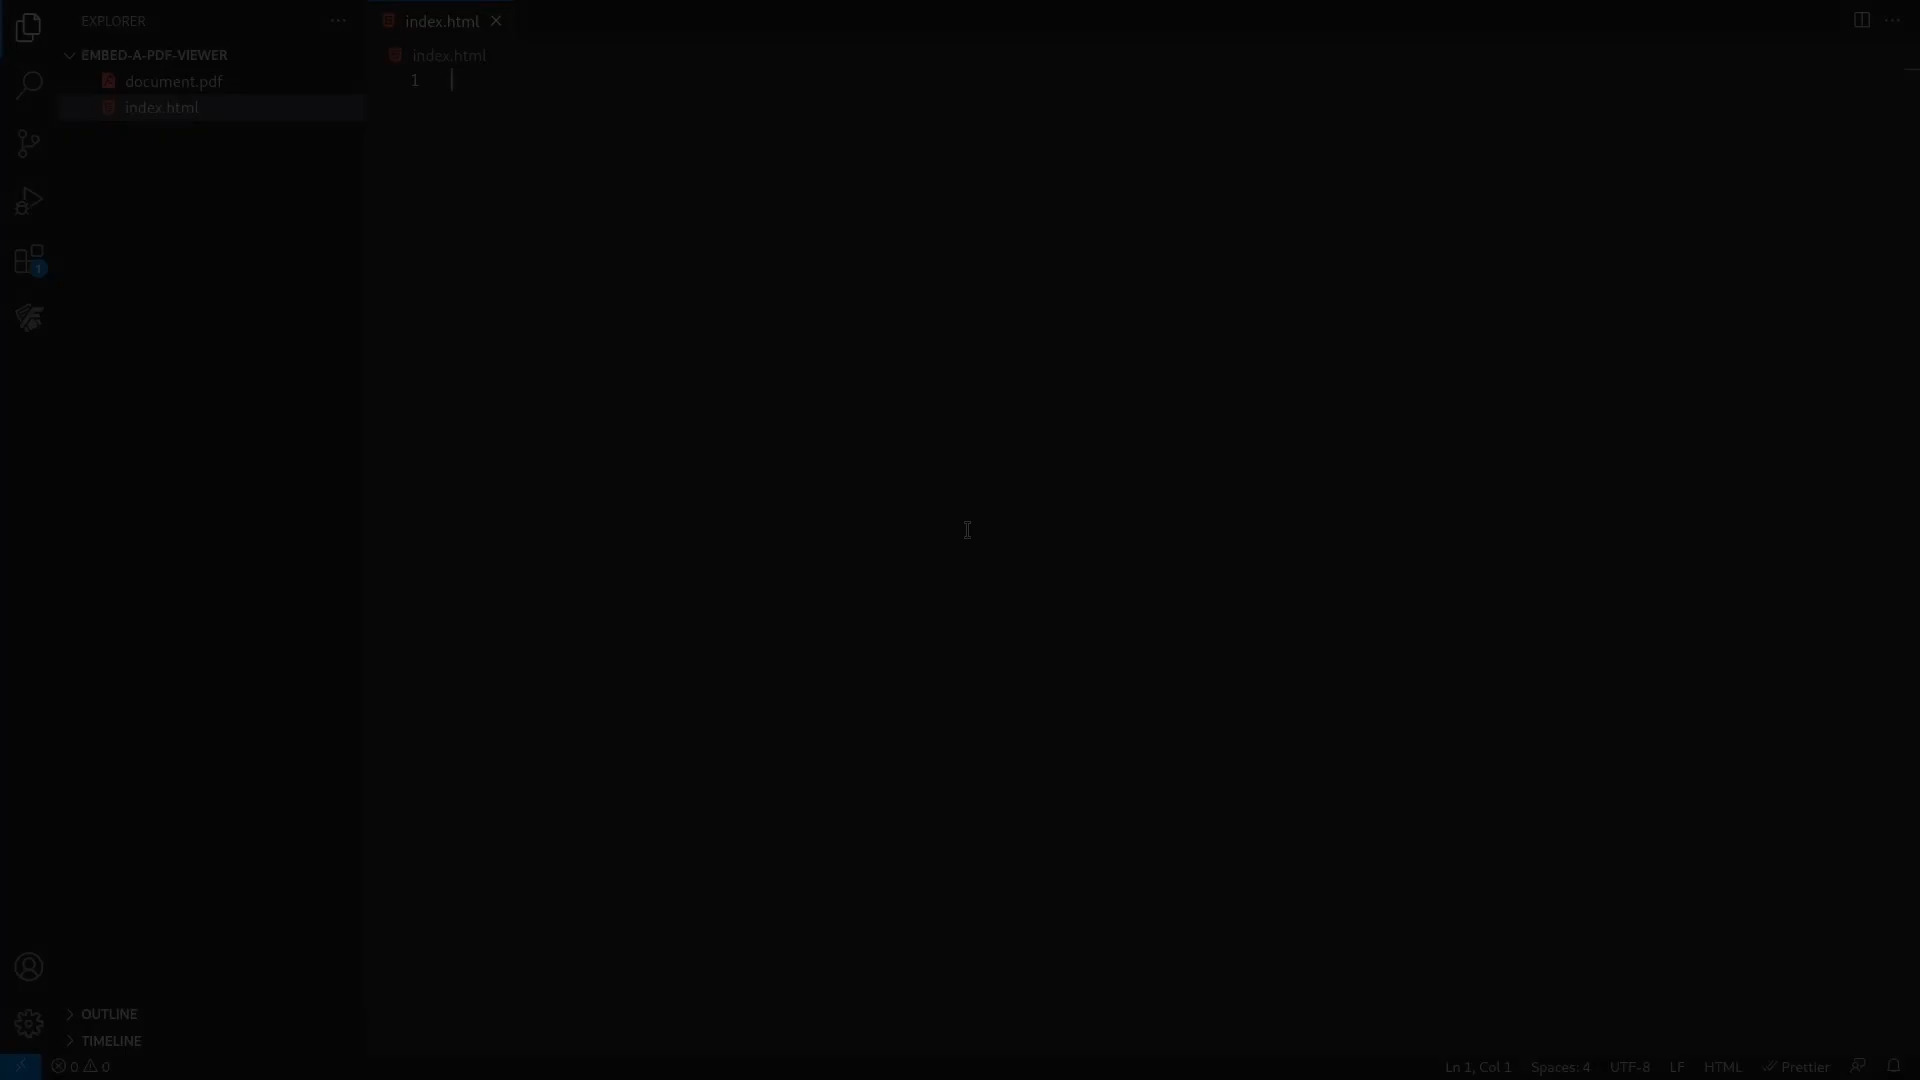 EXPLORER
index.html
EMBED-A-PDF-VIEWER
index.html
document.pdf
1
index.html
1
OUTLINE
TIMELINE
0 0
Ln 1, Col 1 Spaces: 4 UTF-8 LF HTML Prettier